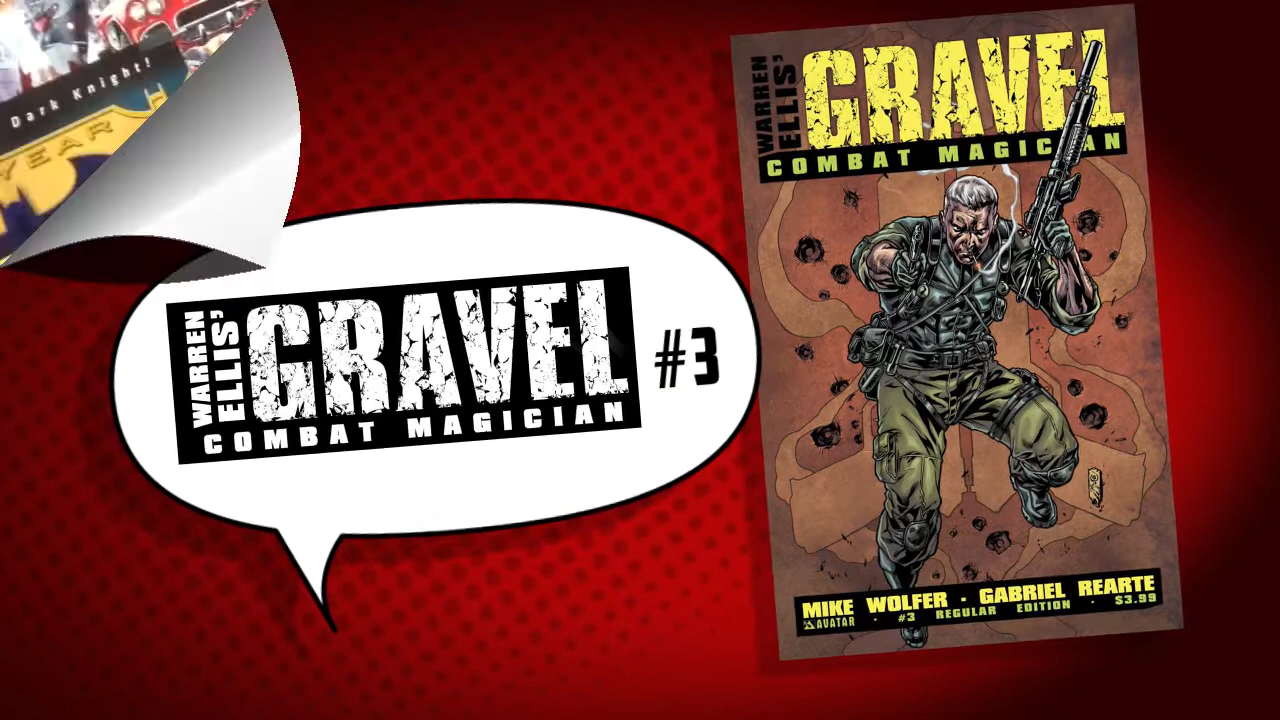 Dark Knight!
YEAR
WARREN
ELLIS'
GRAVEL
COMBAT MAGICIAN
#3
WARREN
ELLIS'
GRAVEL
COMBAT MAGICIAN
MIKE WOLFER · GABRIEL REARTE
AVATAR · #3 REGULAR EDITION · $3.99